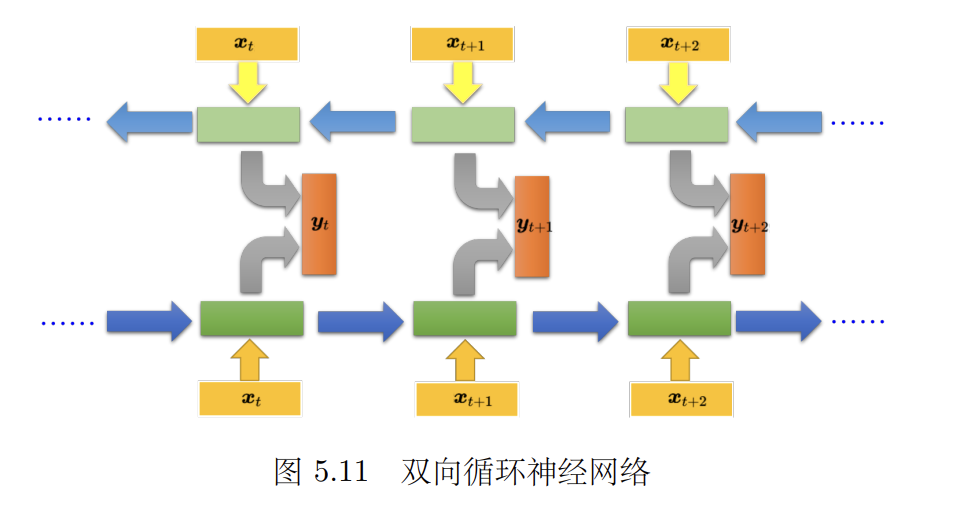 xₜ xₜ₊₁ xₜ₊₂
…… ……
yₜ yₜ₊₁ yₜ₊₂
…… ……
xₜ xₜ₊₁ xₜ₊₂
图 5.11 双向循环神经网络